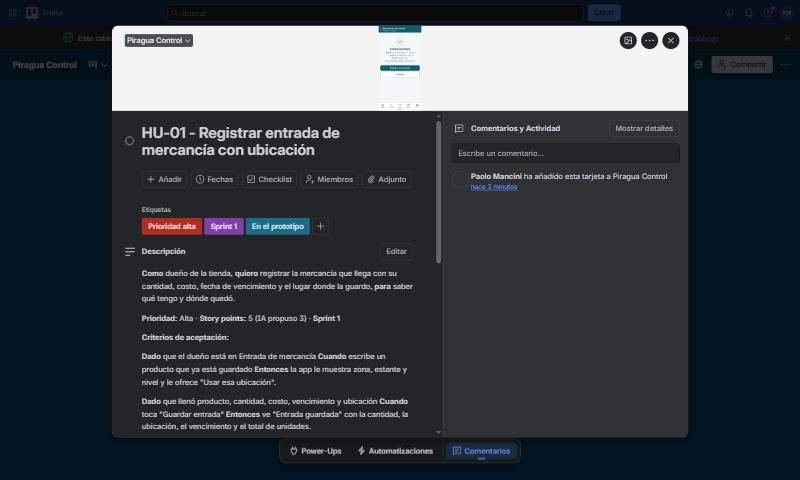 Trello
Buscar
Crear
PM
Este tabl
públicos
Piragua Control
Compartir
Piragua Control
HU-01 - Registrar entrada de
mercancía con ubicación
Añadir
Fechas
Checklist
Miembros
Adjunto
Etiquetas
Prioridad alta
Sprint 1
En el prototipo
Descripción
Editar
Como dueño de la tienda, quiero registrar la mercancía que llega con su
cantidad, costo, fecha de vencimiento y el lugar donde la guardo, para saber
qué tengo y dónde quedó.
Prioridad: Alta · Story points: 5 (IA propuso 3) · Sprint 1
Criterios de aceptación:
Dado que el dueño está en Entrada de mercancía Cuando escribe un
producto que ya está guardado Entonces la app le muestra zona, estante y
nivel y le ofrece "Usar esa ubicación".
Dado que llenó producto, cantidad, costo, vencimiento y ubicación Cuando
toca "Guardar entrada" Entonces ve "Entrada guardada" con la cantidad, la
ubicación, el vencimiento y el total de unidades.
Comentarios y Actividad
Mostrar detalles
Escribe un comentario...
Paolo Mancini ha añadido esta tarjeta a Piragua Control
hace 3 minutos
Power-Ups
Automatizaciones
Comentarios